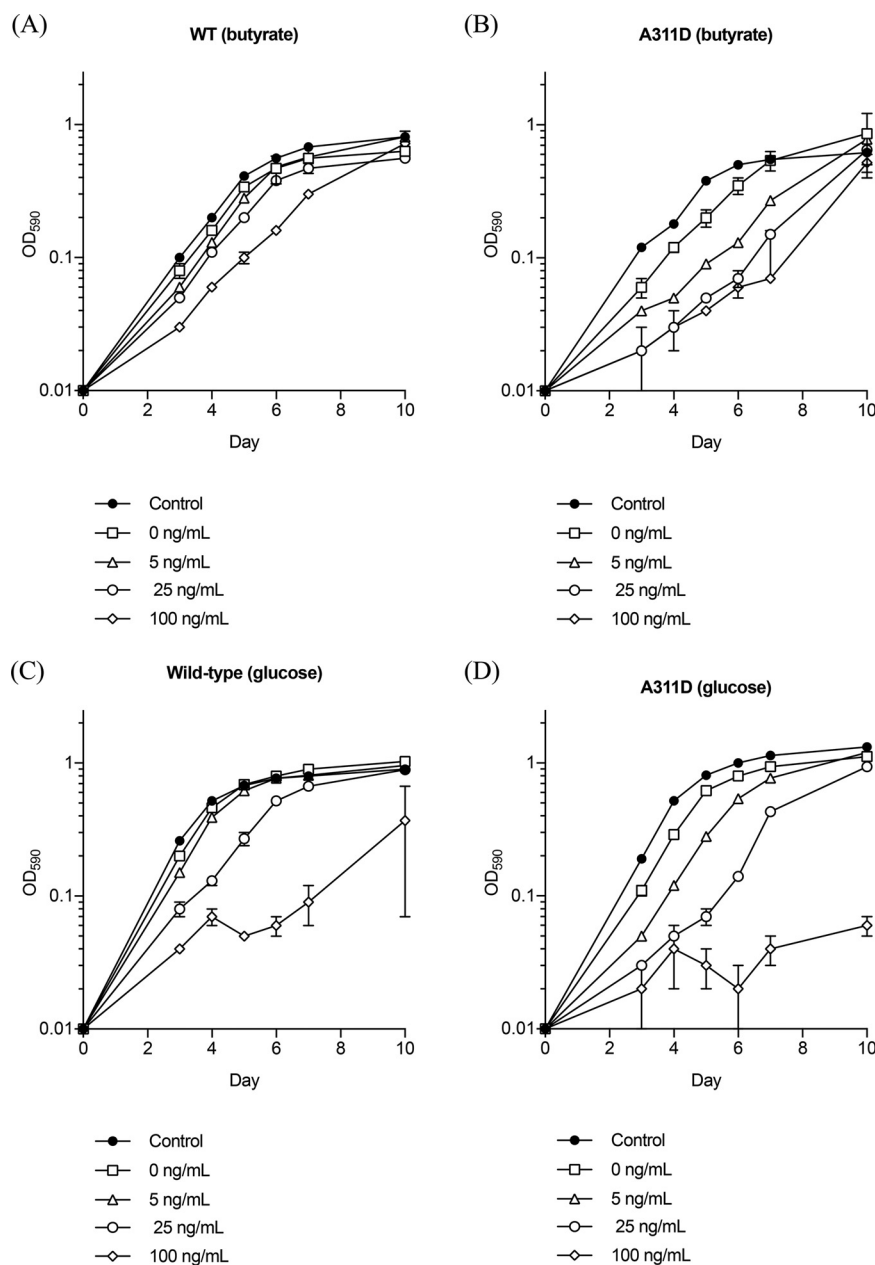 (A)
WT (butyrate)
1
0.1
0.01
OD590
0 2 4 6 8 10
Day
Control
0 ng/mL
5 ng/mL
25 ng/mL
100 ng/mL
(B)
A311D (butyrate)
1
0.1
0.01
OD590
0 2 4 6 8 10
Day
Control
0 ng/mL
5 ng/mL
25 ng/mL
100 ng/mL
(C)
Wild-type (glucose)
1
0.1
0.01
OD590
0 2 4 6 8 10
Day
Control
0 ng/mL
5 ng/mL
25 ng/mL
100 ng/mL
(D)
A311D (glucose)
1
0.1
0.01
OD590
0 2 4 6 8 10
Day
Control
0 ng/mL
5 ng/mL
25 ng/mL
100 ng/mL